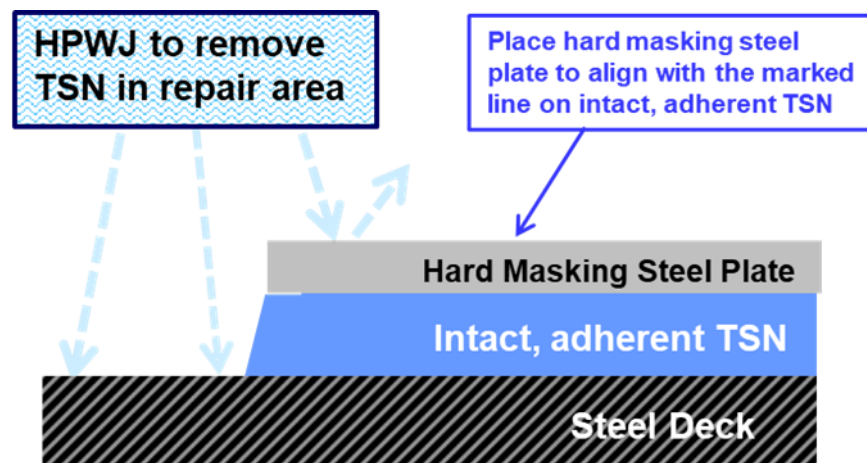 HPWJ to remove
TSN in repair area
Place hard masking steel
plate to align with the marked
line on intact, adherent TSN
Hard Masking Steel Plate
Intact, adherent TSN
Steel Deck